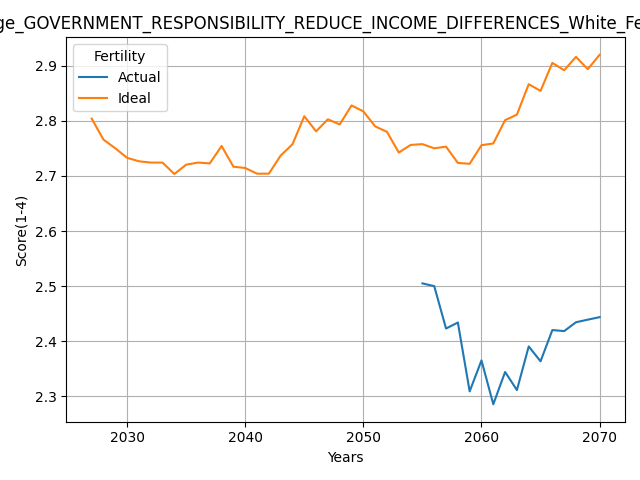 ge_GOVERNMENT_RESPONSIBILITY_REDUCE_INCOME_DIFFERENCES_White_Fe
Fertility
Actual
Ideal
2.9
2.8
2.7
2.6
2.5
2.4
2.3
Score(1-4)
2030 2040 2050 2060 2070
Years